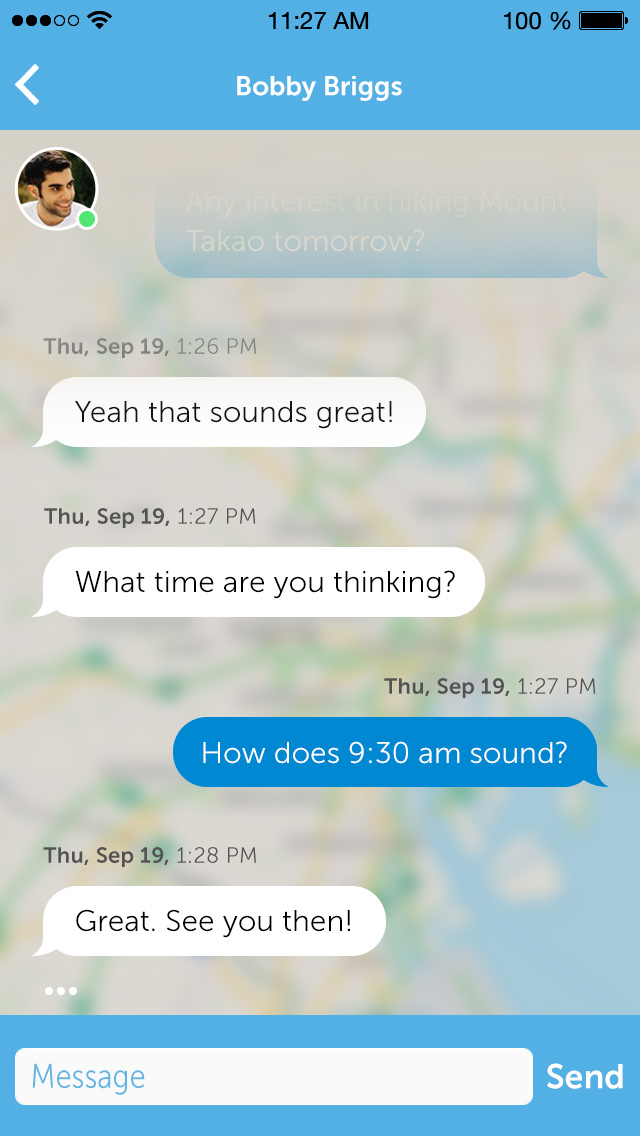 11:27 AM 100 %
Bobby Briggs
Any interest in hiking Mount
Takao tomorrow?
Thu, Sep 19, 1:26 PM
Yeah that sounds great!
Thu, Sep 19, 1:27 PM
What time are you thinking?
Thu, Sep 19, 1:27 PM
How does 9:30 am sound?
Thu, Sep 19, 1:28 PM
Great. See you then!
Message Send